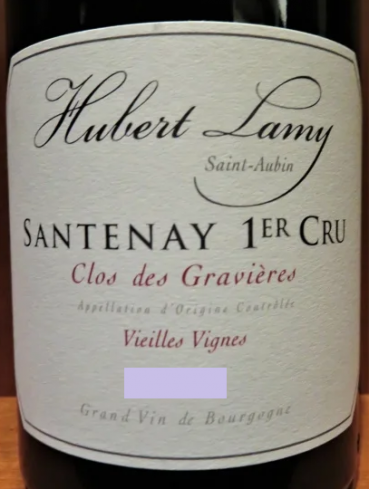 Hubert Lamy
Saint-Aubin
SANTENAY 1ER CRU
Clos des Gravières
Appellation d'Origine Contrôlée
Vieilles Vignes
Grand Vin de Bourgogne